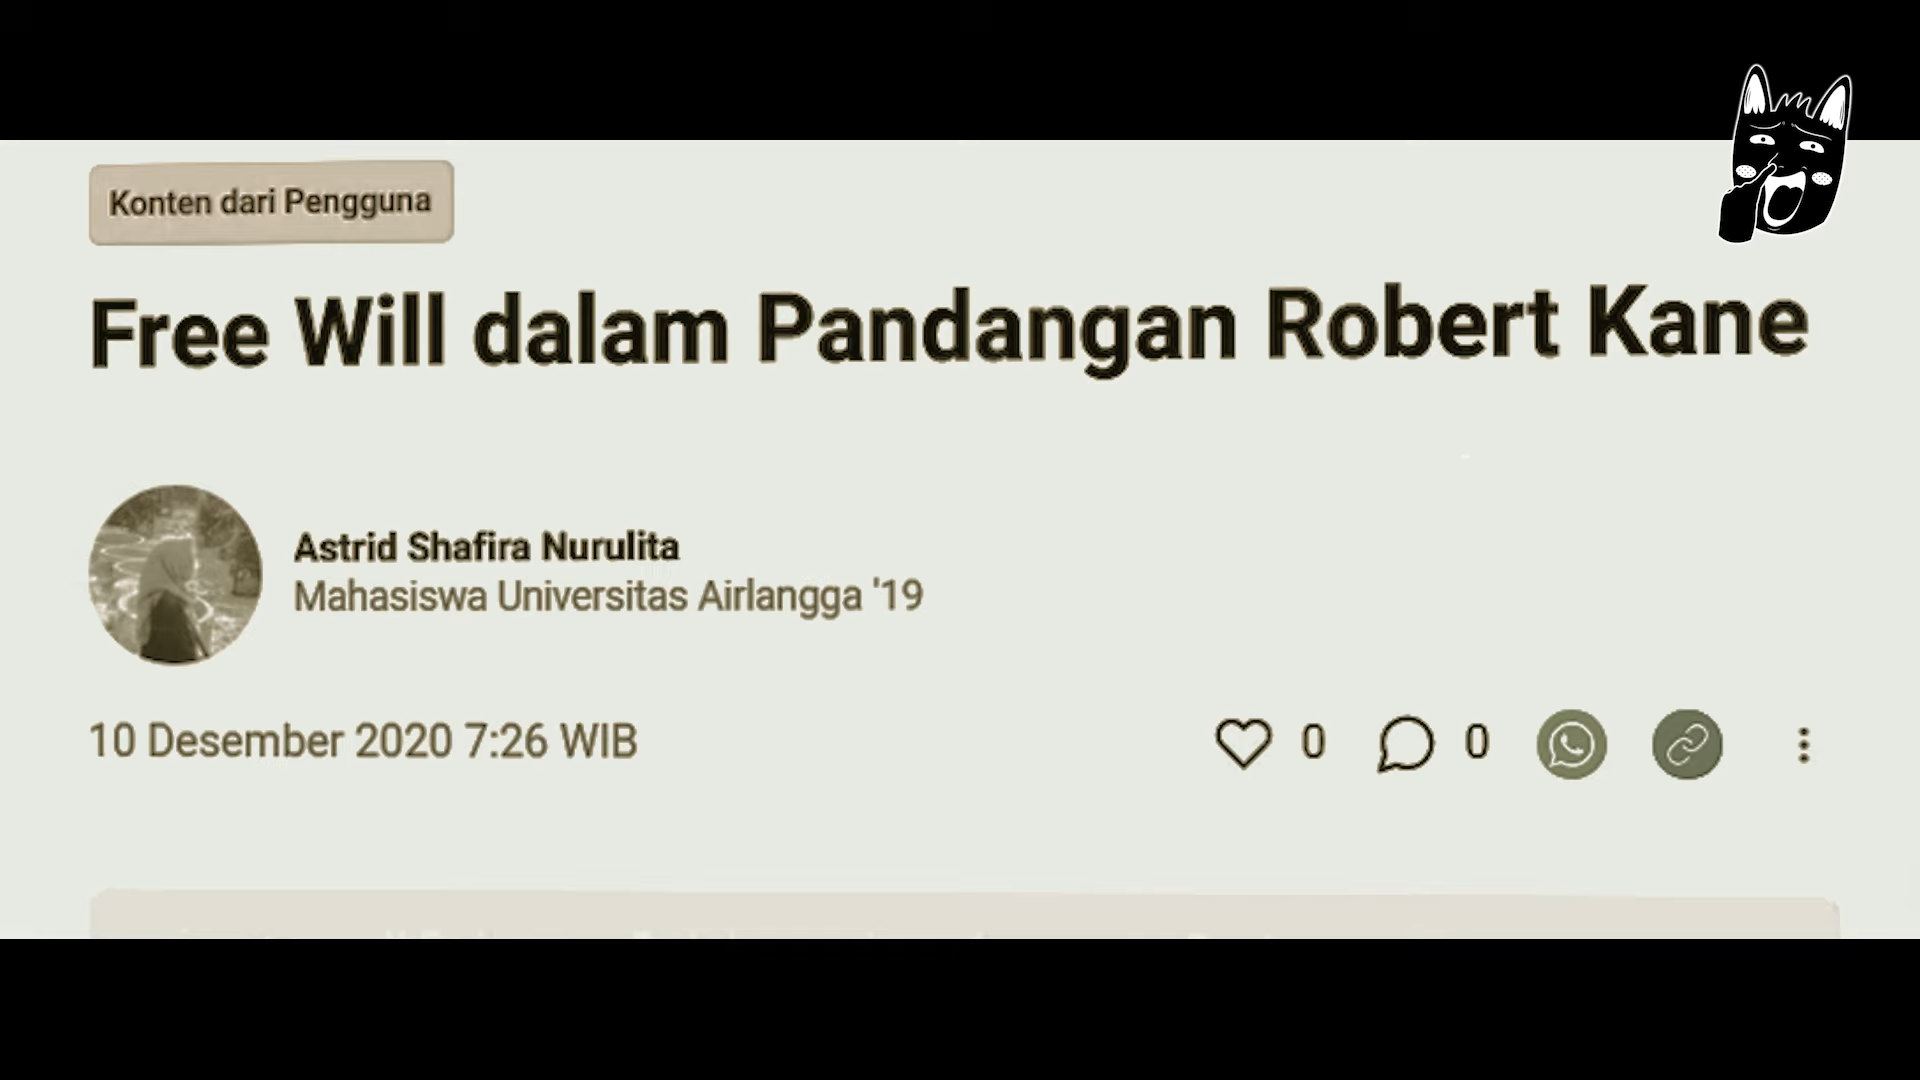 Konten dari Pengguna
Free Will dalam Pandangan Robert Kane
Astrid Shafira Nurulita
Mahasiswa Universitas Airlangga '19
10 Desember 2020 7:26 WIB
0
0